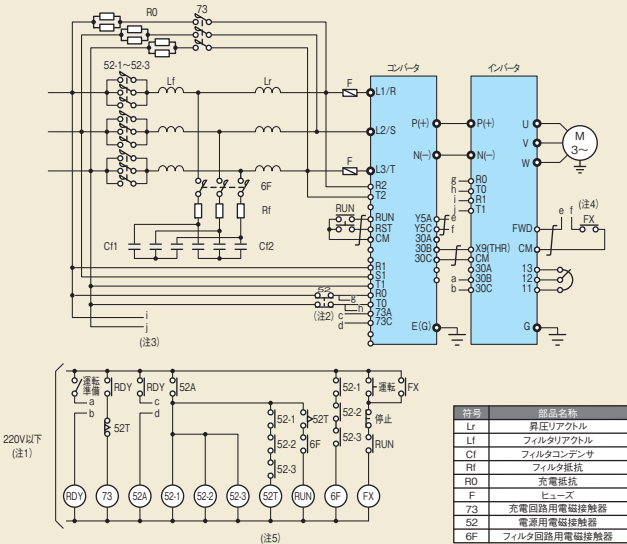 R0
73
52-1~52-3
Lf
Lr
F
F
6F
Rf
Cf1
Cf2
コンバータ
インバータ
L1/R
L2/S
L3/T
R2
T2
RUN
RUN
RST
CM
R1
S1
T1
R0
T0
73A
73C
52
(注2)
g
h
c
d
i
j
(注3)
P(+)
N(−)
Y5A
Y5C
e
f
30A
30B
30C
E(G)
P(+)
N(−)
g
h
i
j
R0
T0
R1
T1
X9(THR)
CM
30A
30B
30C
a
b
U
V
W
M
3~
FWD
CM
e
f
(注4)
FX
13
12
11
G
220V以下
(注1)
運転
準備
a
b
RDY
52T
RDY
c
d
52A
52-1
52-2
52-3
52T
6F
52-1
52-2
52-3
運転
停止
FX
RUN
RDY
73
52A
52-1
52-2
52-3
52T
RUN
6F
FX
(注5)
符号 部品名称
Lr 昇圧リアクトル
Lf フィルタリアクトル
Cf フィルタコンデンサ
Rf フィルタ抵抗
R0 充電抵抗
F ヒューズ
73 充電回路用電磁接触器
52 電源用電磁接触器
6F フィルタ回路用電磁接触器